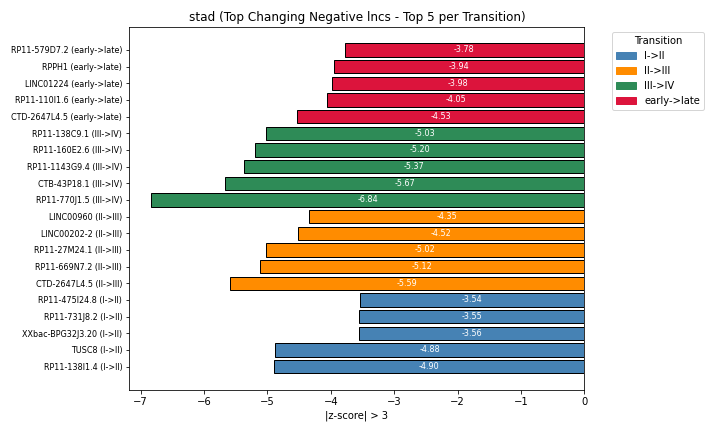 stad (Top Changing Negative lncs - Top 5 per Transition)
RP11-579D7.2 (early->late) -3.78
RPPH1 (early->late) -3.94
LINC01224 (early->late) -3.98
RP11-110I1.6 (early->late) -4.05
CTD-2647L4.5 (early->late) -4.53
RP11-138C9.1 (III->IV) -5.03
RP11-160E2.6 (III->IV) -5.20
RP11-1143G9.4 (III->IV) -5.37
CTB-43P18.1 (III->IV) -5.67
RP11-770J1.5 (III->IV) -6.84
LINC00960 (II->III) -4.35
LINC00202-2 (II->III) -4.52
RP11-27M24.1 (II->III) -5.02
RP11-669N7.2 (II->III) -5.12
CTD-2647L4.5 (II->III) -5.59
RP11-475I24.8 (I->II) -3.54
RP11-731J8.2 (I->II) -3.55
XXbac-BPG32J3.20 (I->II) -3.56
TUSC8 (I->II) -4.88
RP11-138I1.4 (I->II) -4.90
−7 −6 −5 −4 −3 −2 −1 0
|z-score| > 3
Transition
I->II
II->III
III->IV
early->late